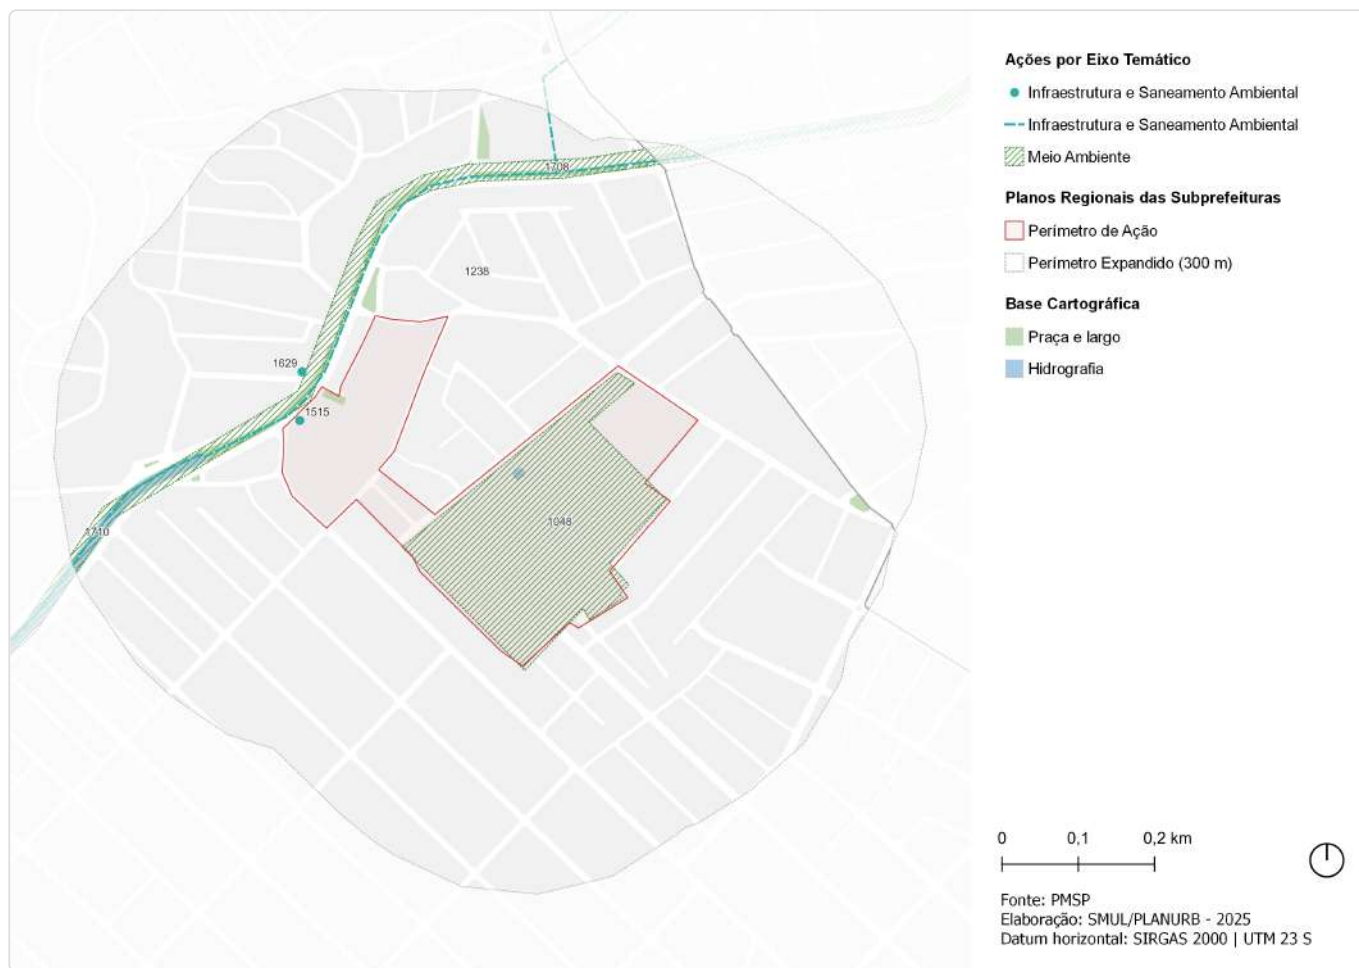 Ações por Eixo Temático
Infraestrutura e Saneamento Ambiental
Infraestrutura e Saneamento Ambiental
Meio Ambiente
Planos Regionais das Subprefeituras
Perímetro de Ação
Perímetro Expandido (300 m)
Base Cartográfica
Praça e largo
Hidrografia
1708
1238
1629
1515
1048
1710
0 0,1 0,2 km
Fonte: PMSP
Elaboração: SMUL/PLANURB - 2025
Datum horizontal: SIRGAS 2000 | UTM 23 S